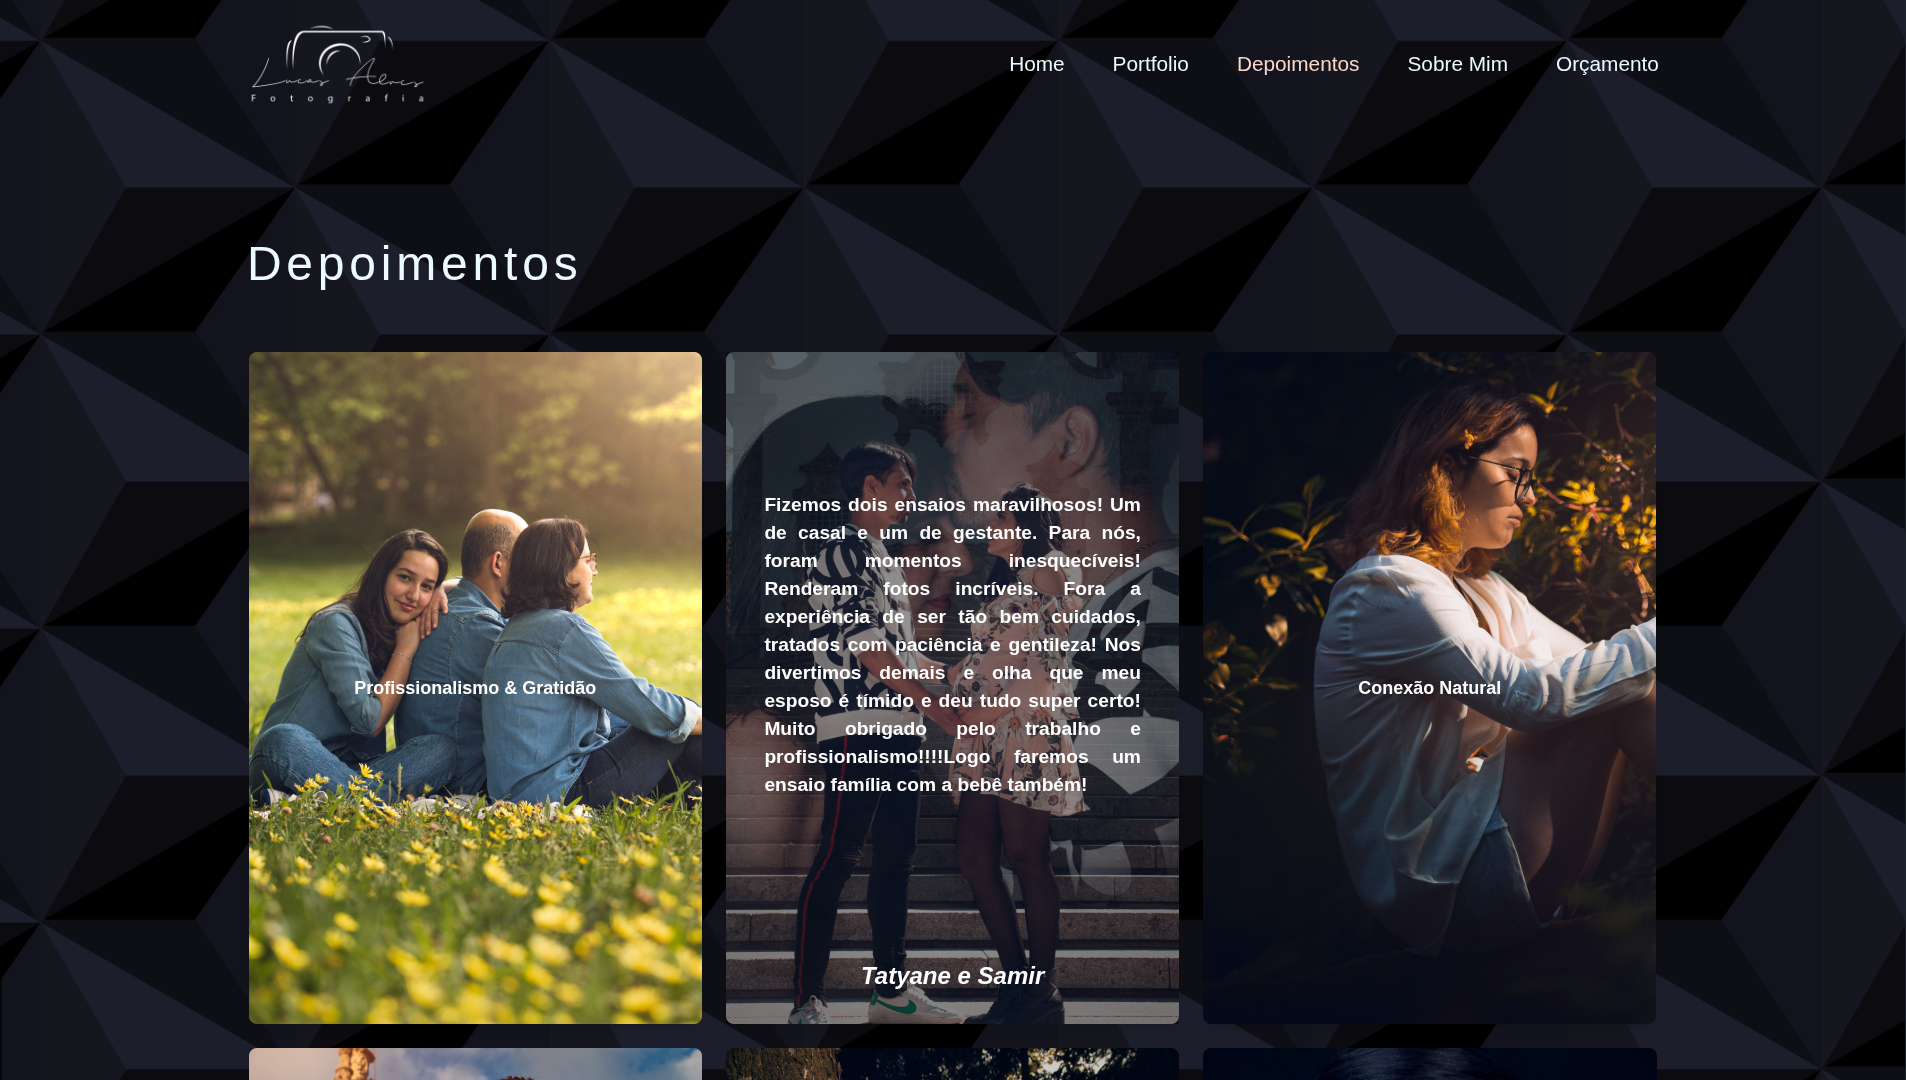 Lucas Alves
Fotografia
Home
Portfolio
Depoimentos
Sobre Mim
Orçamento
Depoimentos
Profissionalismo & Gratidão
Fizemos dois ensaios maravilhosos! Um
de casal e um de gestante. Para nós,
foram momentos inesquecíveis!
Renderam fotos incríveis. Fora a
experiência de ser tão bem cuidados,
tratados com paciência e gentileza! Nos
divertimos demais e olha que meu
esposo é tímido e deu tudo super certo!
Muito obrigado pelo trabalho e
profissionalismo!!!!Logo faremos um
ensaio família com a bebê também!
Tatyane e Samir
Conexão Natural